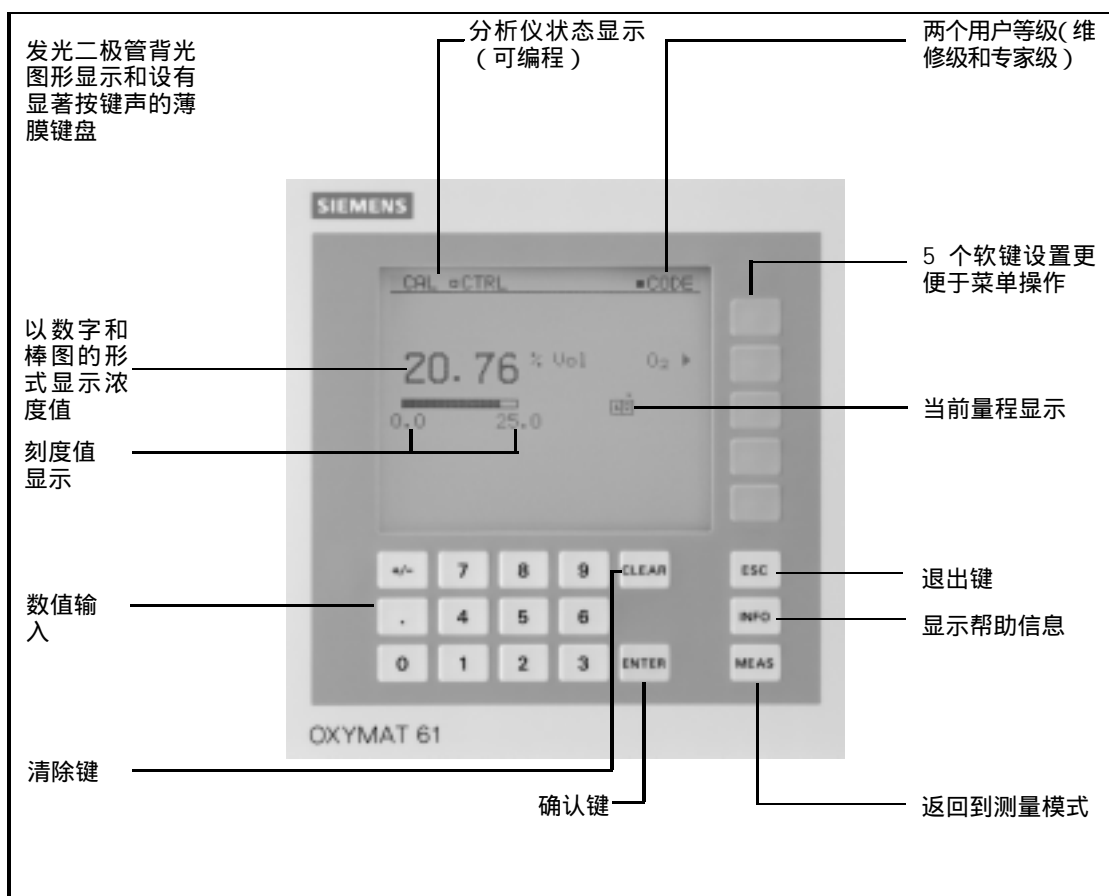 发光二极管背光
图形显示和设有
显著按键声的薄
膜键盘
分析仪状态显示
(可编程)
两个用户等级(维
修级和专家级)
SIEMENS
5 个软键设置更
便于菜单操作
CAL ▫CTRL ▪CODE
以数字和
棒图的形
式显示浓
度值
20.76 % Vol O₂ ▶
当前量程显示
0.0 25.0
刻度值
显示
+/- 7 8 9 CLEAR ESC
退出键
数值输
入
. 4 5 6 INFO
显示帮助信息
0 1 2 3 ENTER MEAS
OXYMAT 61
清除键
确认键
返回到测量模式